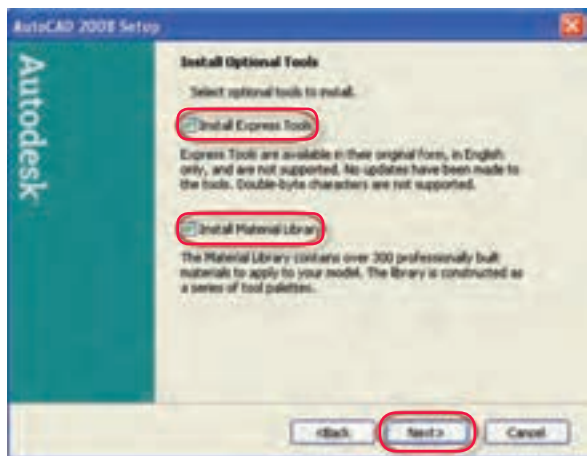 AutoCAD 2008 Setup
Autodesk
Install Optional Tools
Select optional tools to install.
Install Express Tools
Express Tools are available in their original form, in English
only, and are not supported. No updates have been made to
the tools. Double-byte characters are not supported.
Install Material Library
The Material Library contains over 300 professionally built
materials to apply to your model. The library is constructed as
a series of tool palettes.
<Back
Next>
Cancel